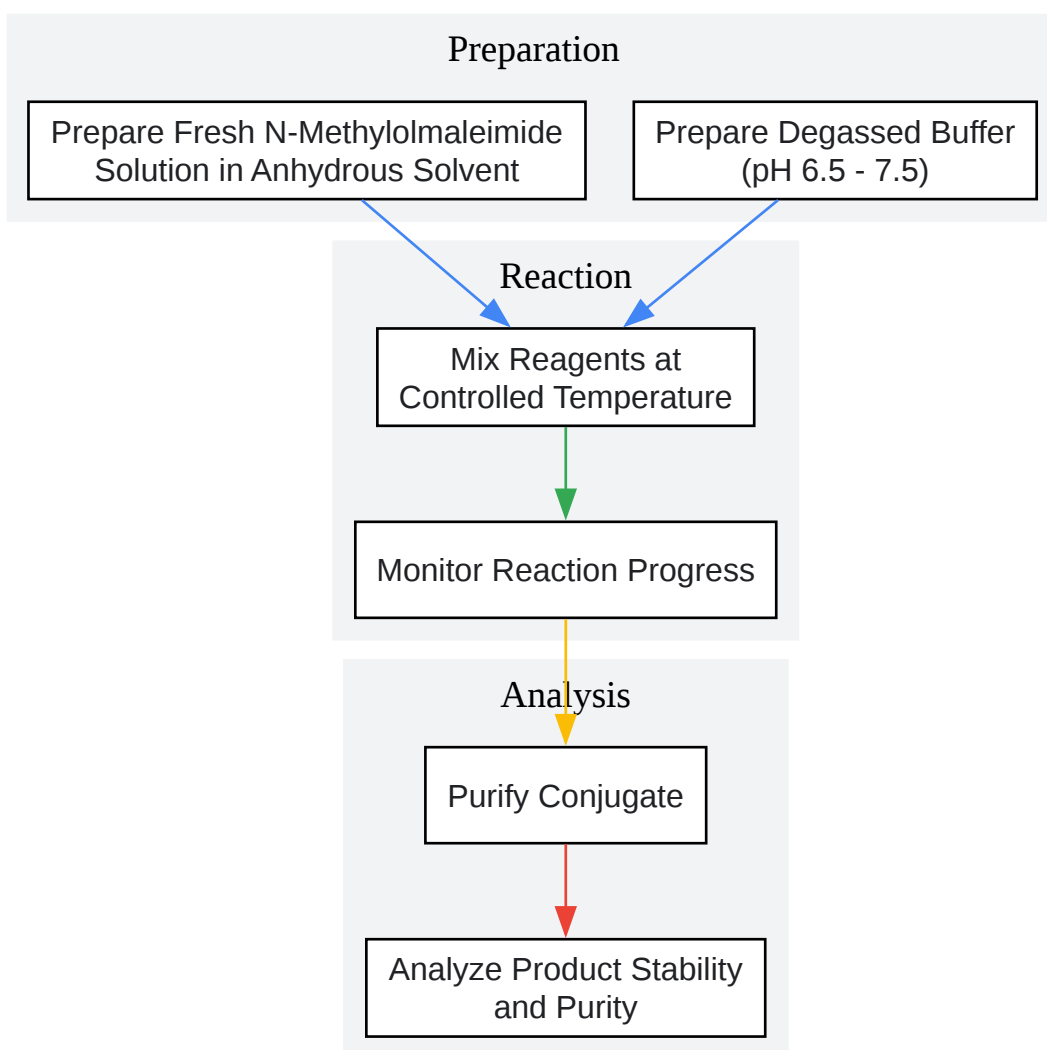 Preparation
Prepare Fresh N-Methylolmaleimide
Solution in Anhydrous Solvent
Prepare Degassed Buffer
(pH 6.5 - 7.5)
Reaction
Mix Reagents at
Controlled Temperature
Monitor Reaction Progress
Analysis
Purify Conjugate
Analyze Product Stability
and Purity